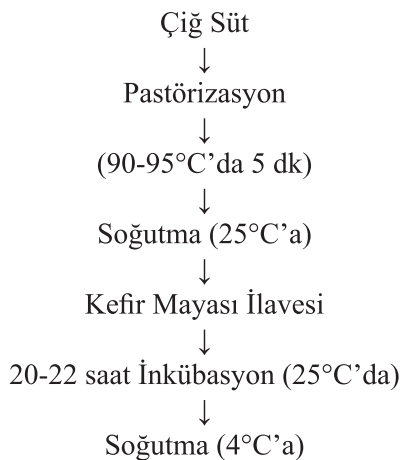 Çiğ Süt
↓
Pastörizasyon
↓
(90-95°C’da 5 dk)
↓
Soğutma (25°C’a)
↓
Kefir Mayası İlavesi
↓
20-22 saat İnkübasyon (25°C’da)
↓
Soğutma (4°C’a)